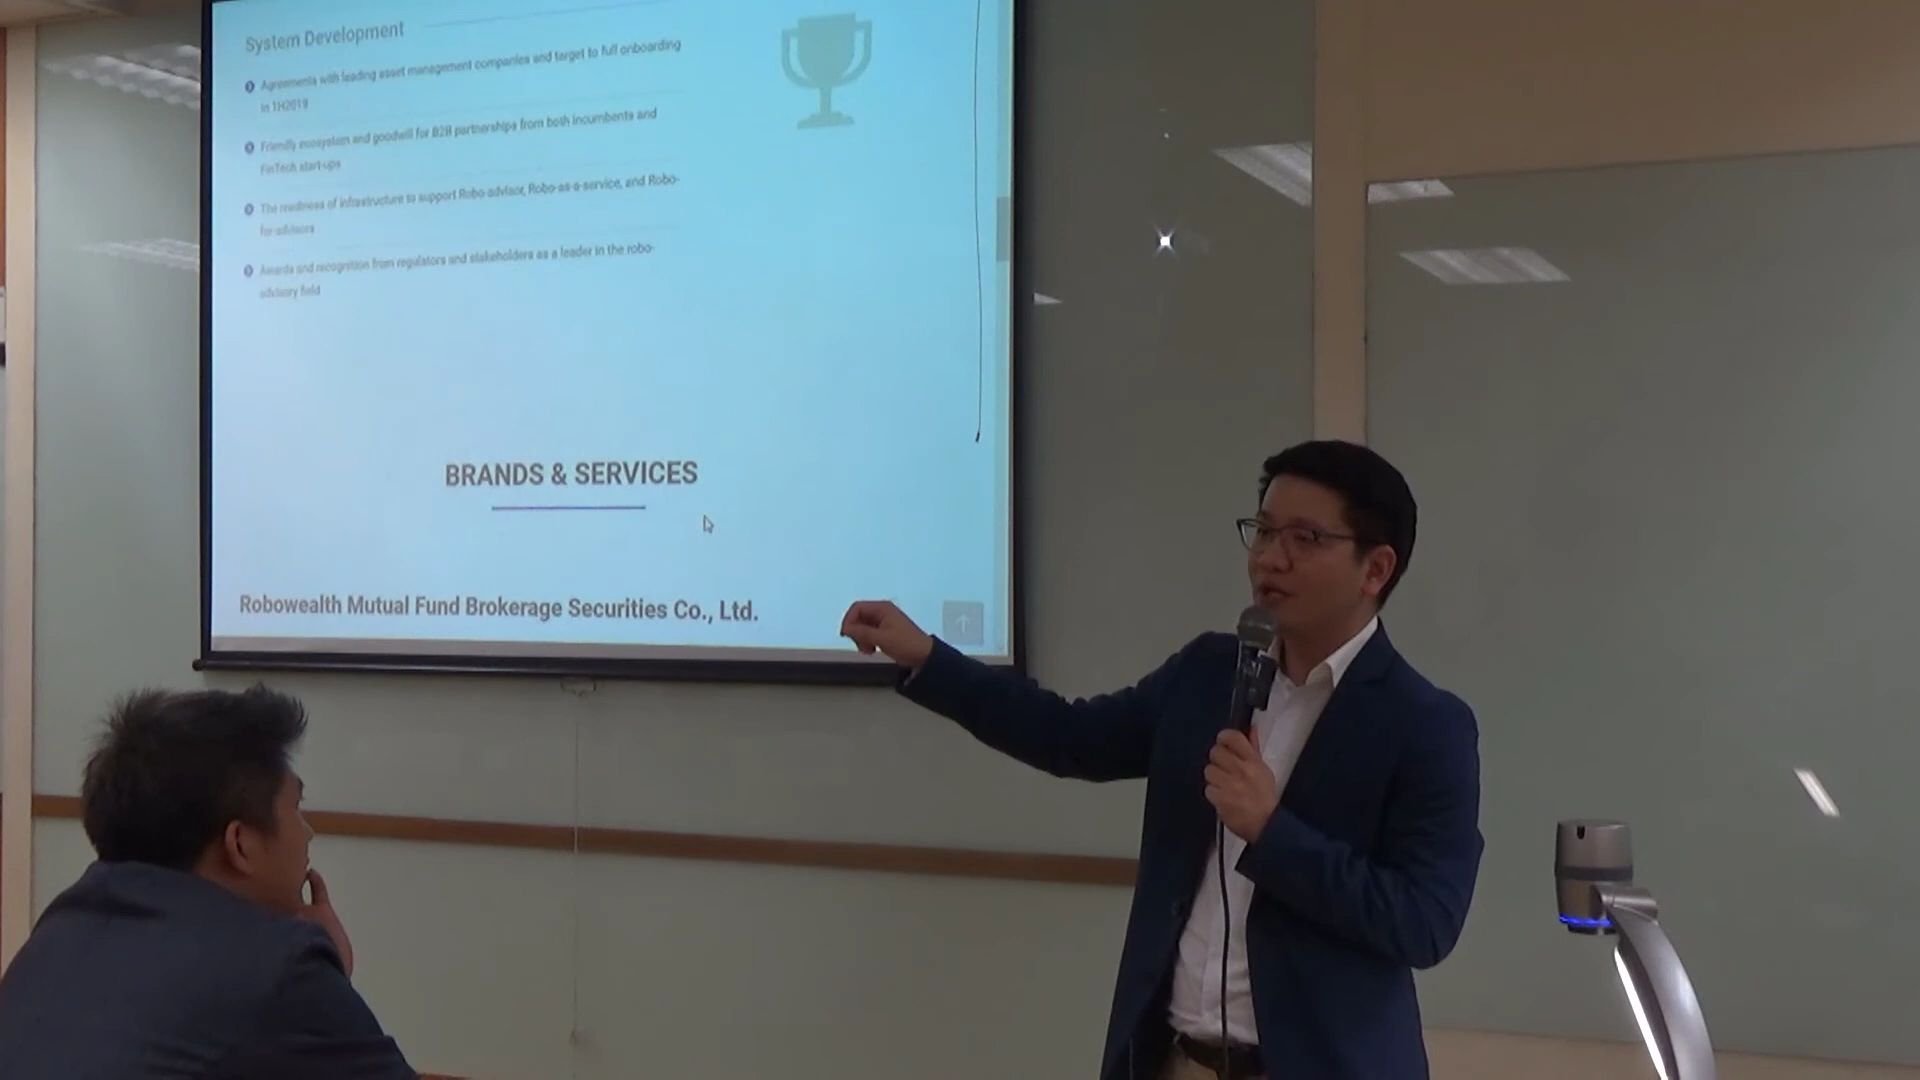 System Development
Agreements with leading asset management companies and target to full onboarding
in 1H2019
Friendly ecosystem and goodwill for B2B partnerships from both incumbents and
FinTech start-ups
The readiness of infrastructure to support Robo-advisor, Robo-as-a-service, and Robo-
for-advisors
Awards and recognition from regulators and stakeholders as a leader in the robo-
advisory field
BRANDS & SERVICES
Robowealth Mutual Fund Brokerage Securities Co., Ltd.